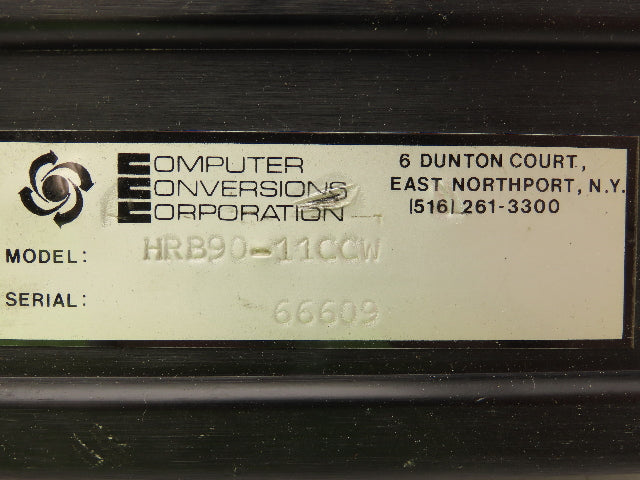 COMPUTER
CONVERSIONS
CORPORATION
6 DUNTON COURT,
EAST NORTHPORT, N.Y.
(516) 261-3300
MODEL: HRB90-11CCW
SERIAL: 66609